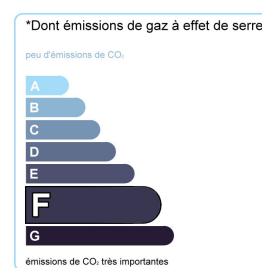 *Dont émissions de gaz à effet de serre
peu d'émissions de CO₂
A
B
C
D
E
F
G
émissions de CO₂ très importantes